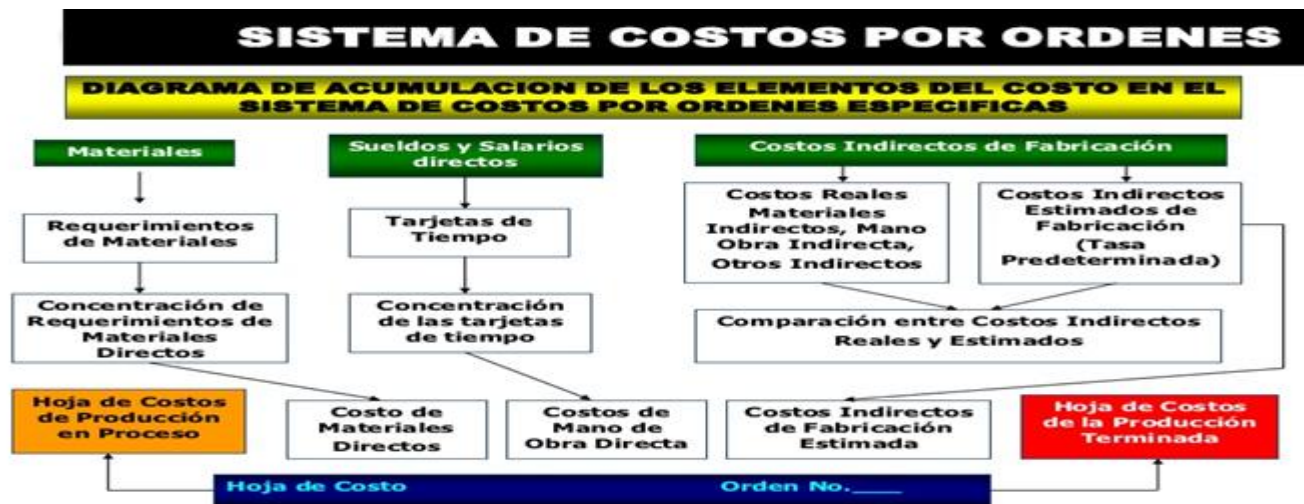 SISTEMA DE COSTOS POR ORDENES
DIAGRAMA DE ACUMULACION DE LOS ELEMENTOS DEL COSTO EN EL
SISTEMA DE COSTOS POR ORDENES ESPECIFICAS
Materiales
Sueldos y Salarios
directos
Costos Indirectos de Fabricación
Requerimientos
de Materiales
Tarjetas de
Tiempo
Costos Reales
Materiales
Indirectos, Mano
Obra Indirecta,
Otros Indirectos
Costos Indirectos
Estimados de
Fabricación
(Tasa
Predeterminada)
Concentración de
Requerimientos de
Materiales
Directos
Concentración
de las tarjetas
de tiempo
Comparación entre Costos Indirectos
Reales y Estimados
Hoja de Costos
de Producción
en Proceso
Costo de
Materiales
Directos
Costos de
Mano de
Obra Directa
Costos Indirectos
de Fabricación
Estimada
Hoja de Costos
de la Producción
Terminada
Hoja de Costo Orden No.____